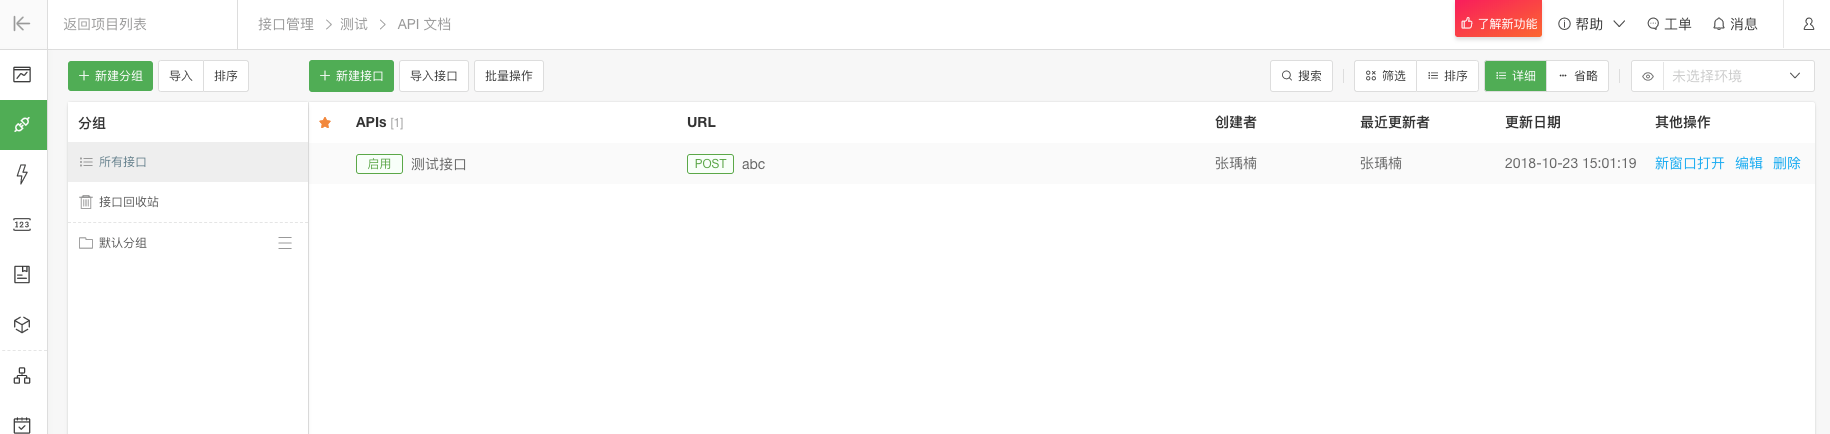 返回项目列表 接口管理 测试 API 文档 了解新功能 帮助 工单 消息
新建分组 导入 排序 新建接口 导入接口 批量操作 搜索 筛选 排序 详细 省略 未选择环境
分组 APIs [1] URL 创建者 最近更新者 更新日期 其他操作
所有接口 启用 测试接口 POST abc 张瑀楠 张瑀楠 2018-10-23 15:01:19 新窗口打开 编辑 删除
接口回收站
123
默认分组